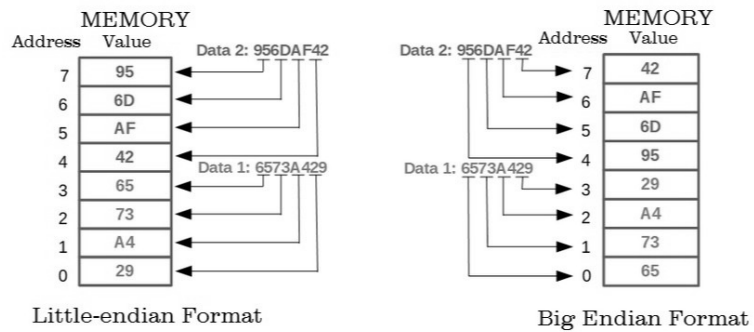 MEMORY
Address Value
Data 2: 956DAF42
7 95
6 6D
5 AF
4 42
Data 1: 6573A429
3 65
2 73
1 A4
0 29
Little-endian Format
MEMORY
Data 2: 956DAF42 Address Value
7 42
6 AF
5 6D
4 95
Data 1: 6573A429
3 29
2 A4
1 73
0 65
Big Endian Format